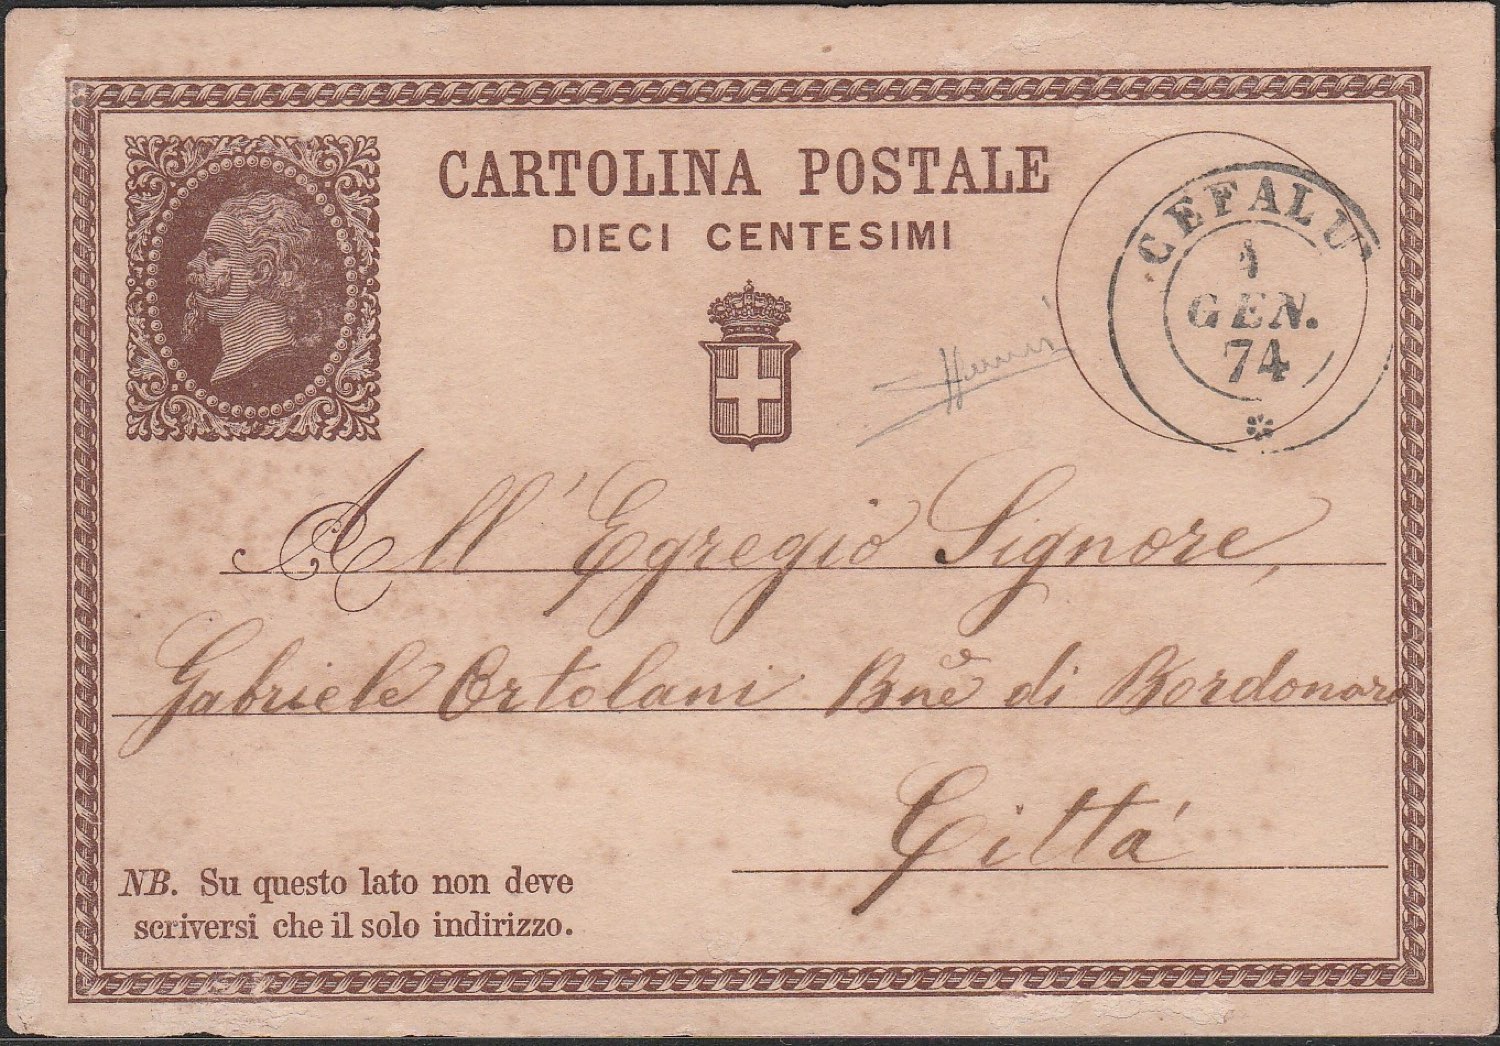 CARTOLINA POSTALE
DIECI CENTESIMI
CEFALU
1
GEN.
74
All' Egregio Signore,
Gabriele Ortolani Bne di Bordonaro
Città
NB. Su questo lato non deve
scriversi che il solo indirizzo.